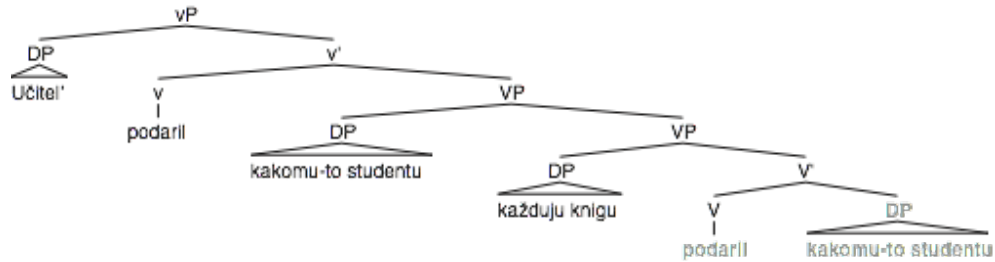 vP
DP v'
Učitel' v VP
podaril DP VP
kakomu-to studentu DP V'
každuju knigu V DP
podaril kakomu-to studentu